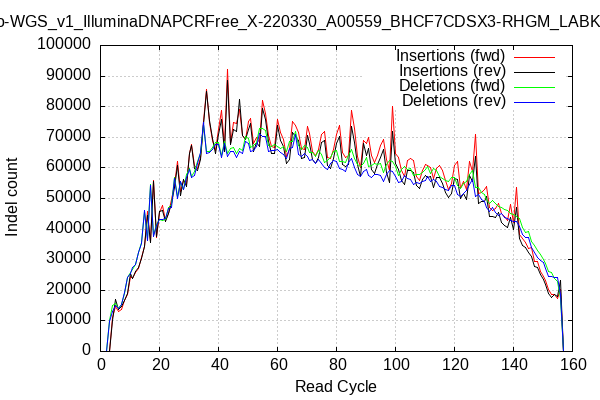 o-WGS_v1_IlluminaDNAPCRFree_X-220330_A00559_BHCF7CDSX3-RHGM_LABK
Insertions (fwd)
Insertions (rev)
Deletions (fwd)
Deletions (rev)
Indel count
100000
90000
80000
70000
60000
50000
40000
30000
20000
10000
0
0 20 40 60 80 100 120 140 160
Read Cycle